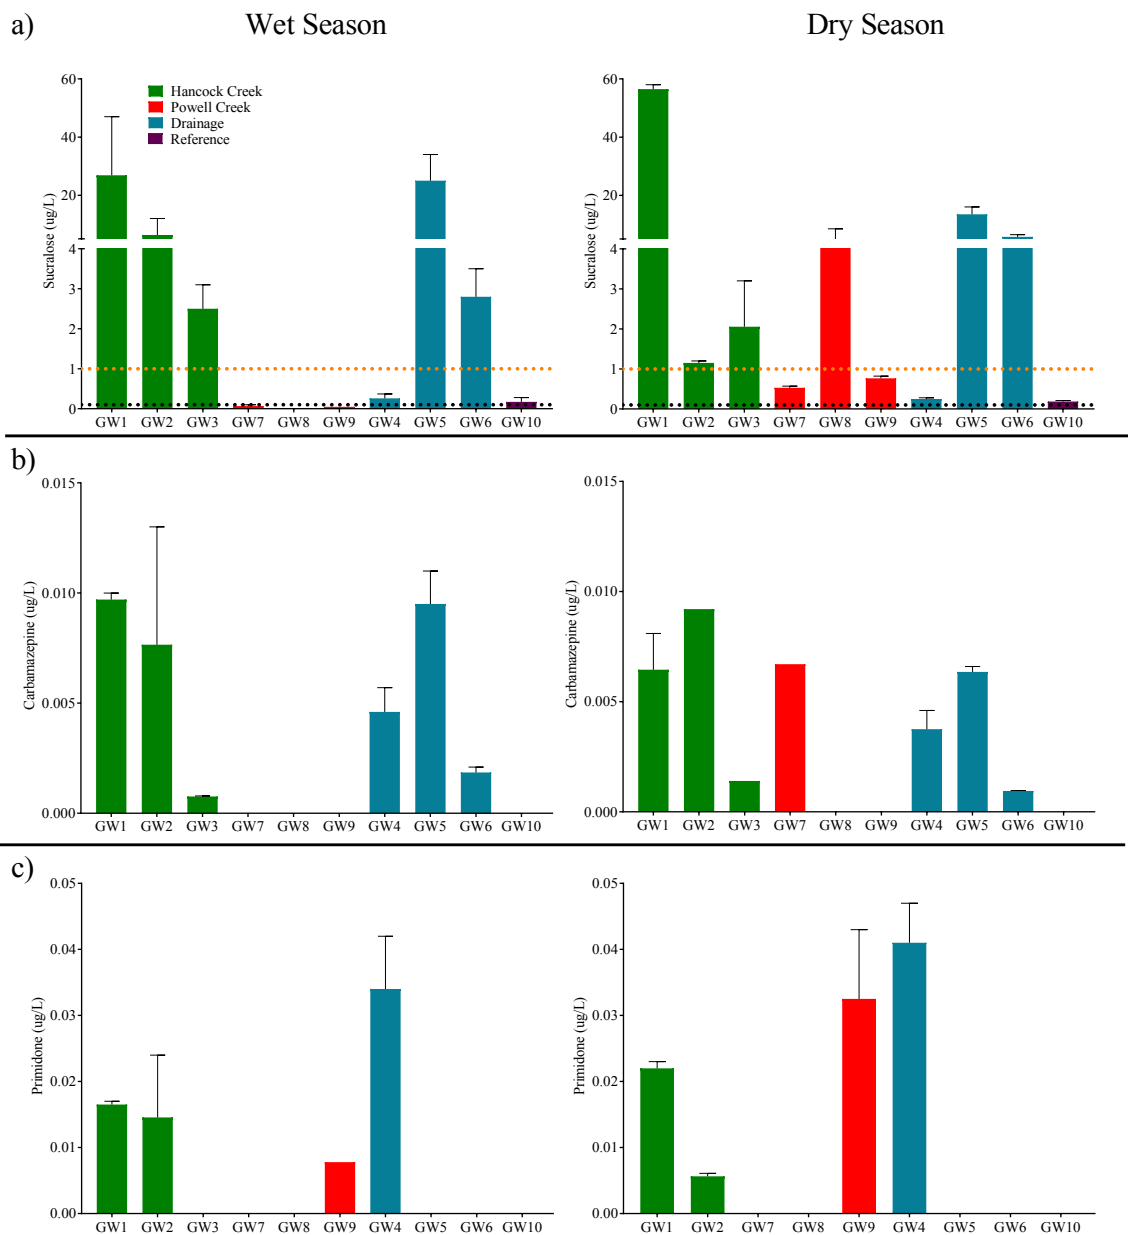 a)
Wet Season
Dry Season
Sucralose (ug/L)
60
40
20
4
3
2
1
0
Hancock Creek
Powell Creek
Drainage
Reference
GW1 GW2 GW3 GW7 GW8 GW9 GW4 GW5 GW6 GW10
Sucralose (ug/L)
60
40
20
4
3
2
1
0
GW1 GW2 GW3 GW7 GW8 GW9 GW4 GW5 GW6 GW10
b)
Carbamazepine (ug/L)
0.015
0.010
0.005
0.000
GW1 GW2 GW3 GW7 GW8 GW9 GW4 GW5 GW6 GW10
Carbamazepine (ug/L)
0.015
0.010
0.005
0.000
GW1 GW2 GW3 GW7 GW8 GW9 GW4 GW5 GW6 GW10
c)
Primidone (ug/L)
0.05
0.04
0.03
0.02
0.01
0.00
GW1 GW2 GW3 GW7 GW8 GW9 GW4 GW5 GW6 GW10
Primidone (ug/L)
0.05
0.04
0.03
0.02
0.01
0.00
GW1 GW2 GW7 GW8 GW9 GW4 GW5 GW6 GW10